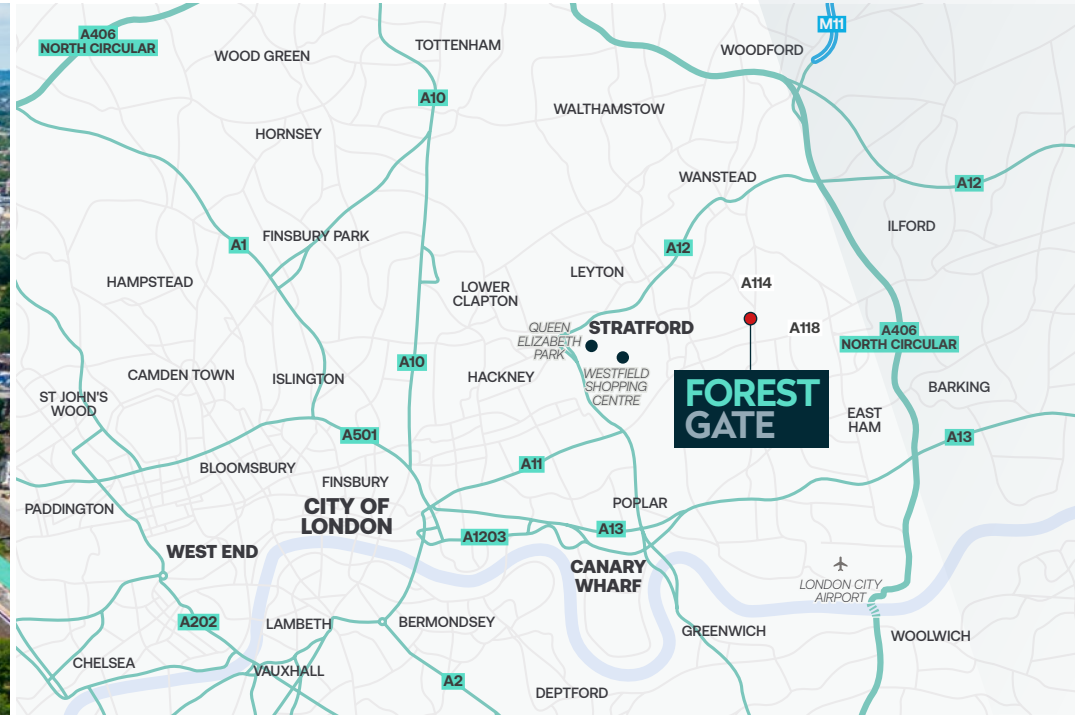 A406
NORTH CIRCULAR
WOOD GREEN
TOTTENHAM
M11
WOODFORD
A10
WALTHAMSTOW
HORNSEY
WANSTEAD
A12
ILFORD
A1
FINSBURY PARK
A12
HAMPSTEAD
LEYTON
LOWER
CLAPTON
A114
QUEEN
ELIZABETH
PARK
STRATFORD
A118
A406
NORTH CIRCULAR
A10
CAMDEN TOWN
ISLINGTON
HACKNEY
WESTFIELD
SHOPPING
CENTRE
FOREST
GATE
BARKING
ST JOHN'S
WOOD
EAST
HAM
A501
A13
BLOOMSBURY
A11
FINSBURY
PADDINGTON
CITY OF
LONDON
POPLAR
A13
A1203
WEST END
CANARY
WHARF
LONDON CITY
AIRPORT
A202
LAMBETH
BERMONDSEY
GREENWICH
WOOLWICH
CHELSEA
VAUXHALL
A2
DEPTFORD